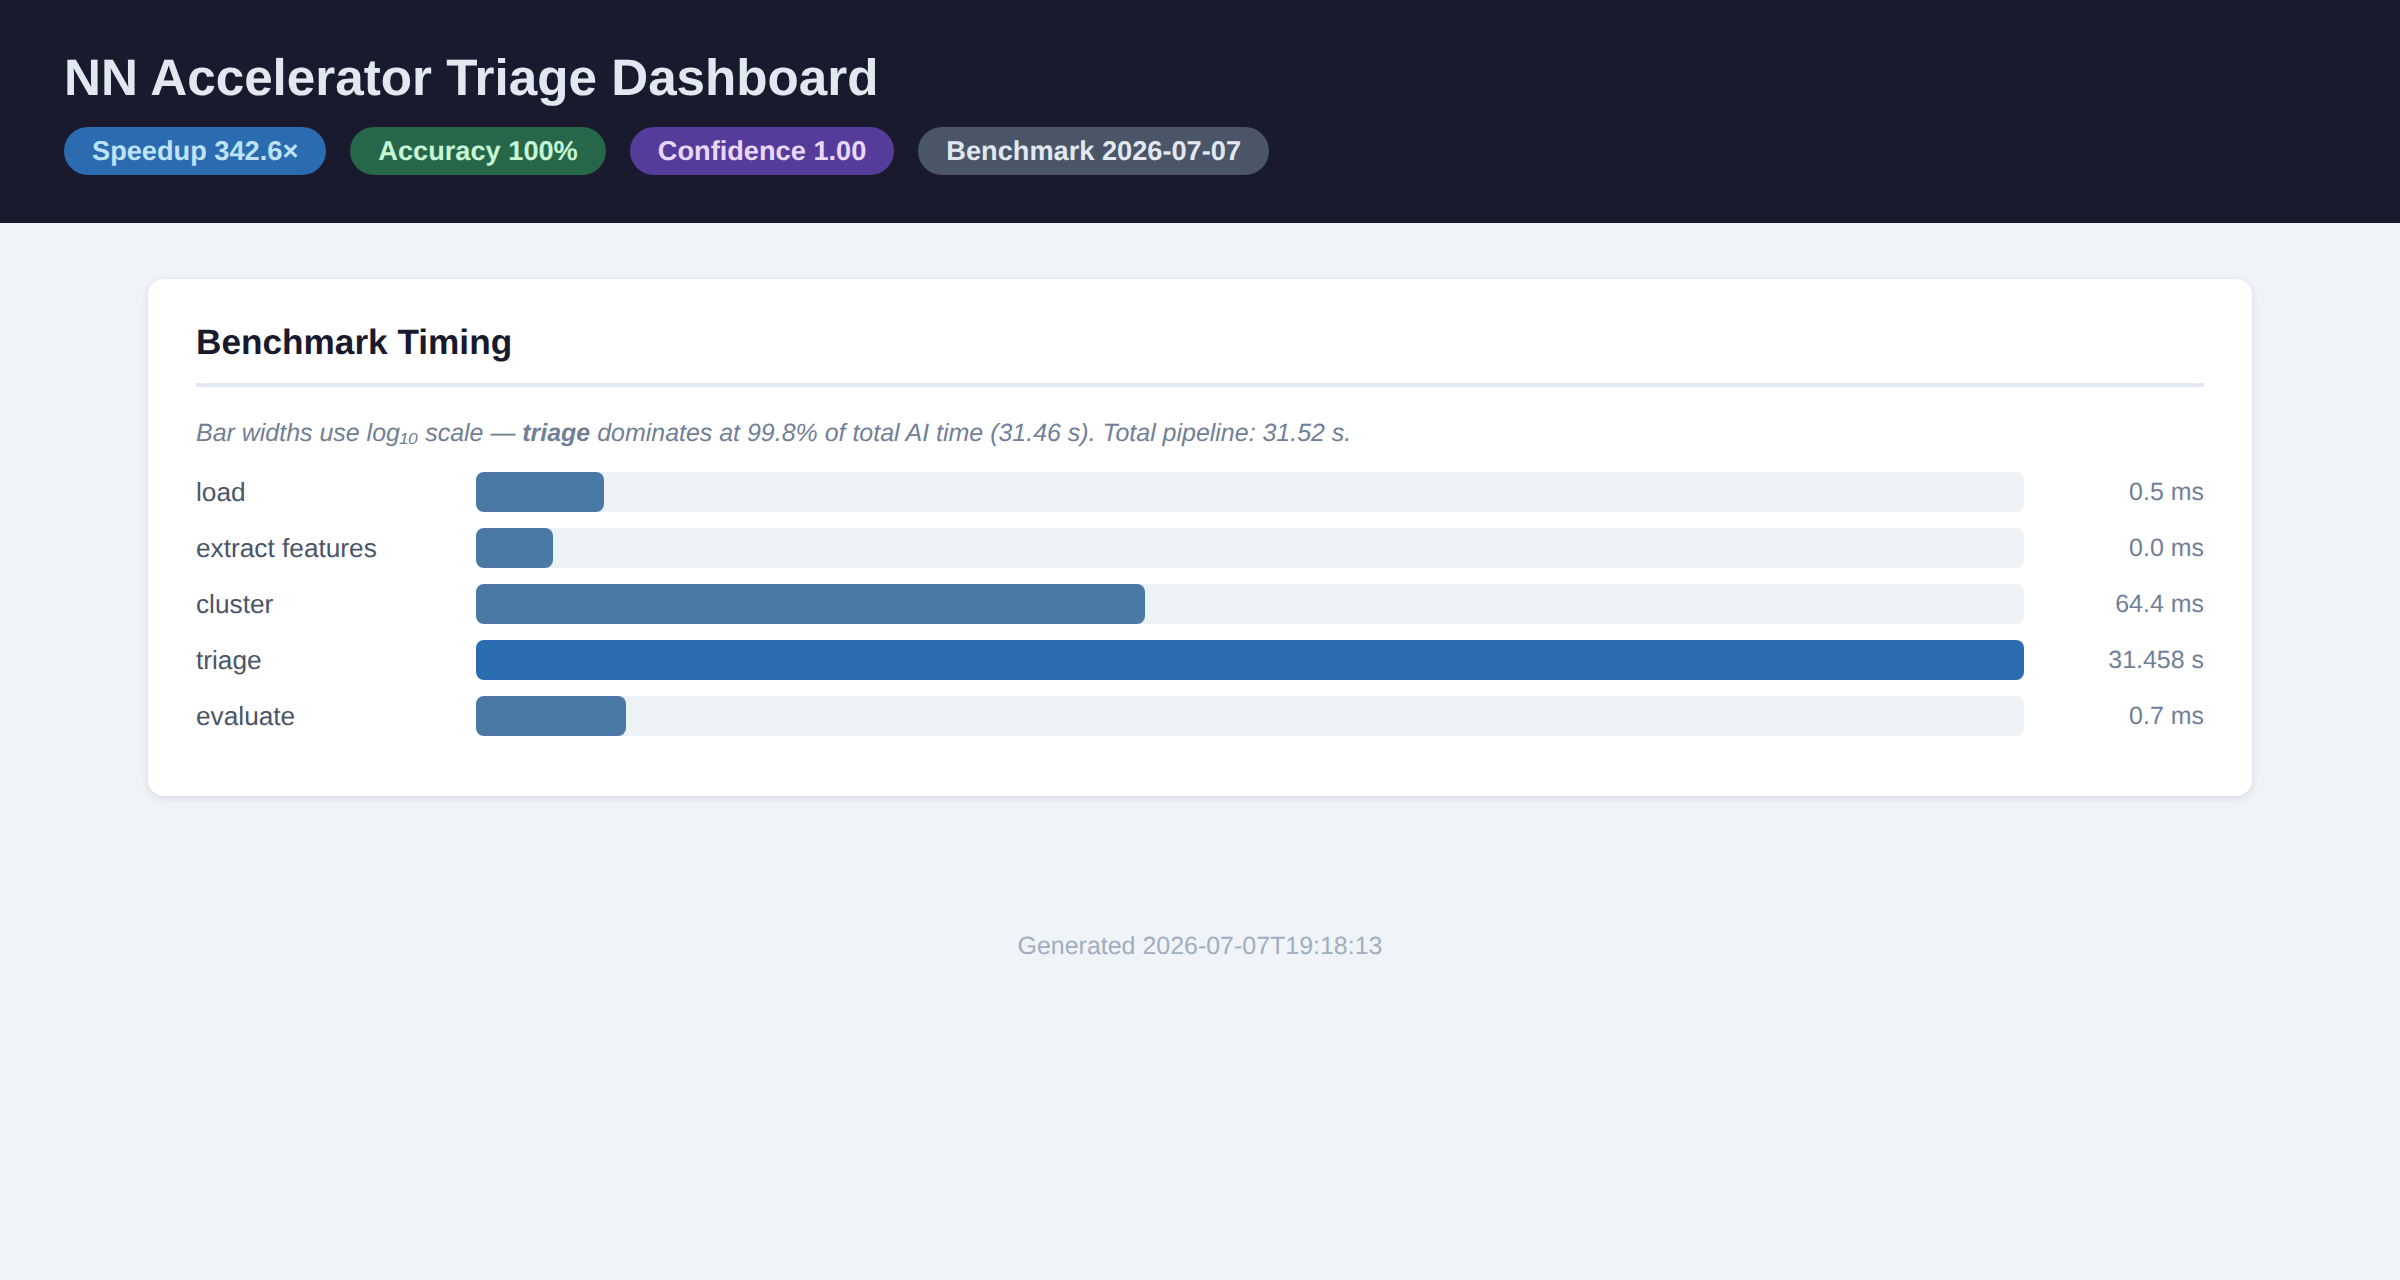 NN Accelerator Triage Dashboard
Speedup 342.6× Accuracy 100% Confidence 1.00 Benchmark 2026-07-07
Benchmark Timing
Bar widths use log₁₀ scale — triage dominates at 99.8% of total AI time (31.46 s). Total pipeline: 31.52 s.
load 0.5 ms
extract features 0.0 ms
cluster 64.4 ms
triage 31.458 s
evaluate 0.7 ms
Generated 2026-07-07T19:18:13